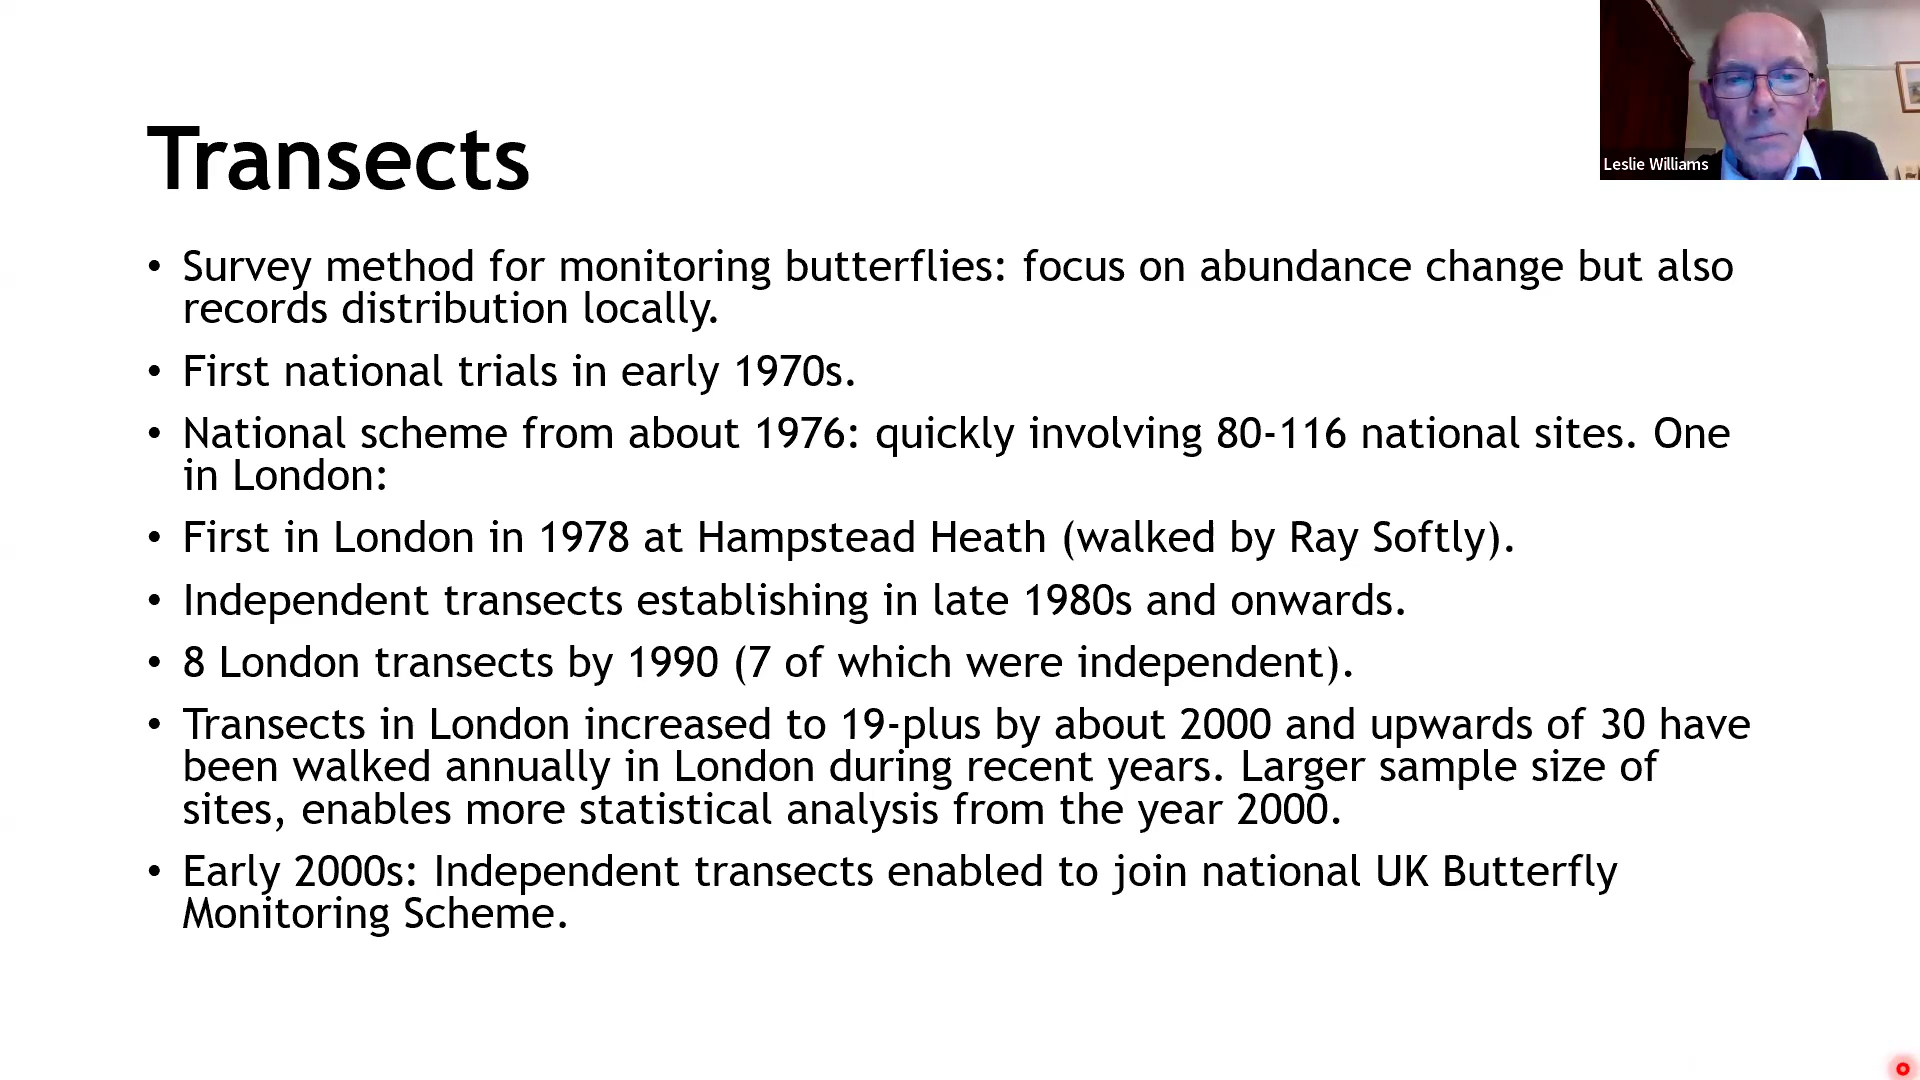 Leslie Williams
Transects
• Survey method for monitoring butterflies: focus on abundance change but also
records distribution locally.
• First national trials in early 1970s.
• National scheme from about 1976: quickly involving 80-116 national sites. One
in London:
• First in London in 1978 at Hampstead Heath (walked by Ray Softly).
• Independent transects establishing in late 1980s and onwards.
• 8 London transects by 1990 (7 of which were independent).
• Transects in London increased to 19-plus by about 2000 and upwards of 30 have
been walked annually in London during recent years. Larger sample size of
sites, enables more statistical analysis from the year 2000.
• Early 2000s: Independent transects enabled to join national UK Butterfly
Monitoring Scheme.